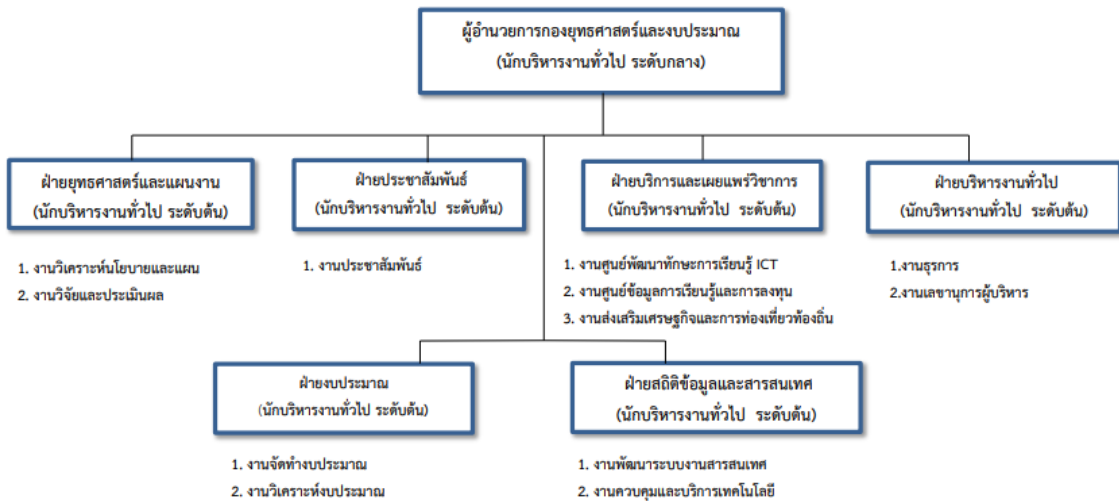 ผู้อำนวยการกองยุทธศาสตร์และงบประมาณ
(นักบริหารงานทั่วไป ระดับกลาง)
ฝ่ายยุทธศาสตร์และแผนงาน
(นักบริหารงานทั่วไป ระดับต้น)
1. งานวิเคราะห์นโยบายและแผน
2. งานวิจัยและประเมินผล
ฝ่ายประชาสัมพันธ์
(นักบริหารงานทั่วไป ระดับต้น)
1. งานประชาสัมพันธ์
ฝ่ายบริการและเผยแพร่วิชาการ
(นักบริหารงานทั่วไป ระดับต้น)
1. งานศูนย์พัฒนาทักษะการเรียนรู้ ICT
2. งานศูนย์ข้อมูลการเรียนรู้และการลงทุน
3. งานส่งเสริมเศรษฐกิจและการท่องเที่ยวท้องถิ่น
ฝ่ายบริหารงานทั่วไป
(นักบริหารงานทั่วไป ระดับต้น)
1.งานธุรการ
2.งานเลขานุการผู้บริหาร
ฝ่ายงบประมาณ
(นักบริหารงานทั่วไป ระดับต้น)
1. งานจัดทำงบประมาณ
2. งานวิเคราะห์งบประมาณ
ฝ่ายสถิติข้อมูลและสารสนเทศ
(นักบริหารงานทั่วไป ระดับต้น)
1. งานพัฒนาระบบงานสารสนเทศ
2. งานควบคุมและบริการเทคโนโลยี